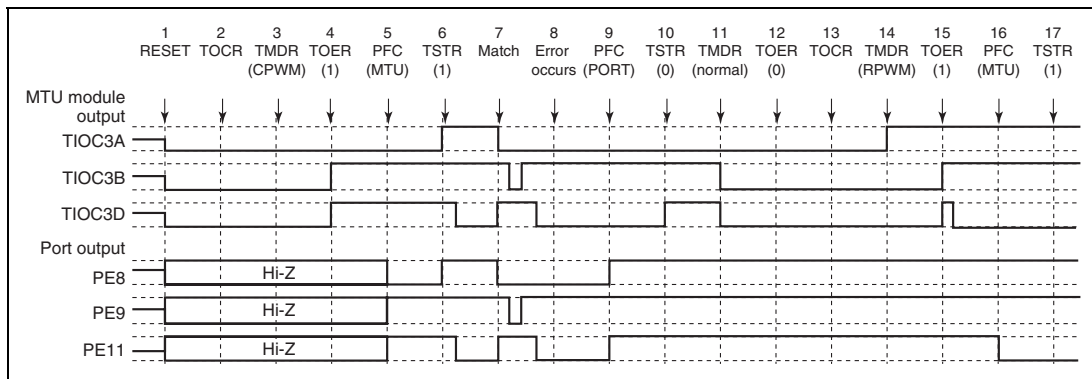 1 2 3 4 5 6 7 8 9 10 11 12 13 14 15 16 17
RESET TOCR TMDR TOER PFC TSTR Match Error PFC TSTR TMDR TOER TOCR TMDR TOER PFC TSTR
(CPWM) (1) (MTU) (1) occurs (PORT) (0) (normal) (0) (RPWM) (1) (MTU) (1)
MTU module
output
TIOC3A
TIOC3B
TIOC3D
Port output
PE8 Hi-Z
PE9
PE11 Hi-Z